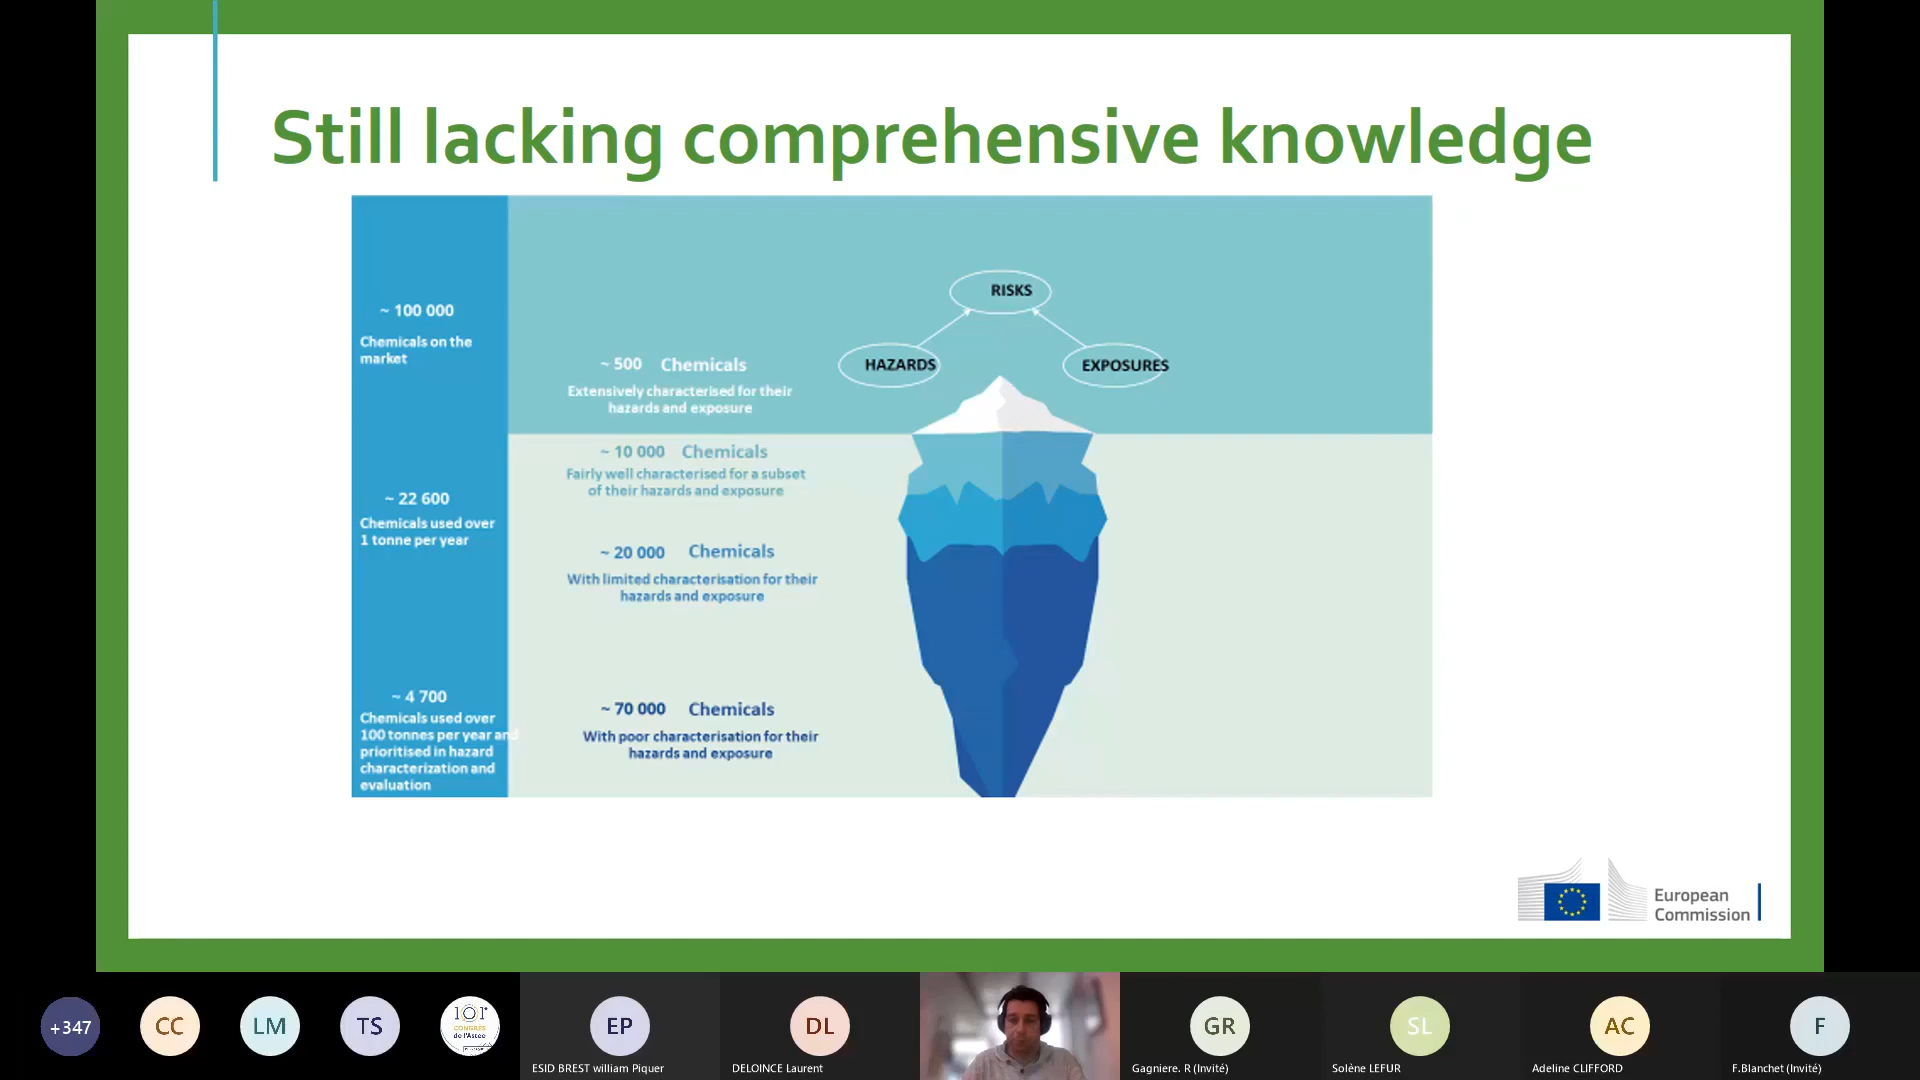 Still lacking comprehensive knowledge
~ 100 000
Chemicals on the
market
~ 22 600
Chemicals used over
1 tonne per year
~ 4 700
Chemicals used over
100 tonnes per year and
prioritised in hazard
characterization and
evaluation
~ 500 Chemicals
Extensively characterised for their
hazards and exposure
~ 10 000 Chemicals
Fairly well characterised for a subset
of their hazards and exposure
~ 20 000 Chemicals
With limited characterisation for their
hazards and exposure
~ 70 000 Chemicals
With poor characterisation for their
hazards and exposure
RISKS
HAZARDS
EXPOSURES
European
Commission
+347
CC
LM
TS
101e
CONGRÈS
de l'Astee
EP
ESID BREST william Piquer
DL
DELOINCE Laurent
GR
Gagniere. R (Invité)
SL
Solène LEFUR
AC
Adeline CLIFFORD
F
F.Blanchet (Invité)